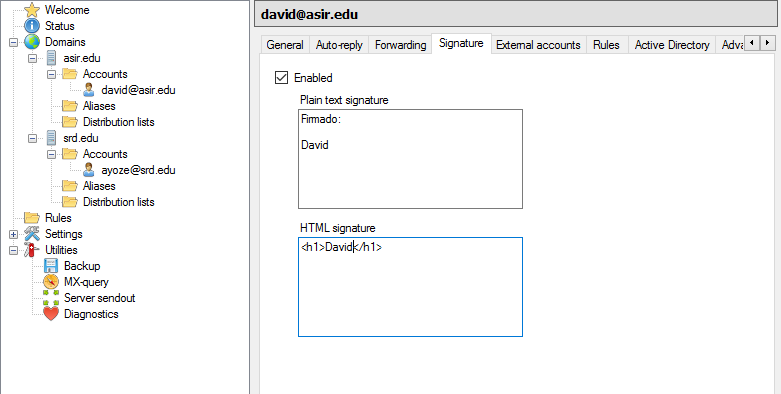 Welcome
Status
Domains
asir.edu
Accounts
david@asir.edu
Aliases
Distribution lists
srd.edu
Accounts
ayoze@srd.edu
Aliases
Distribution lists
Rules
Settings
Utilities
Backup
MX-query
Server sendout
Diagnostics
david@asir.edu
General Auto-reply Forwarding Signature External accounts Rules Active Directory Adva
Enabled
Plain text signature
Fimado:
David
HTML signature
<h1>David</h1>